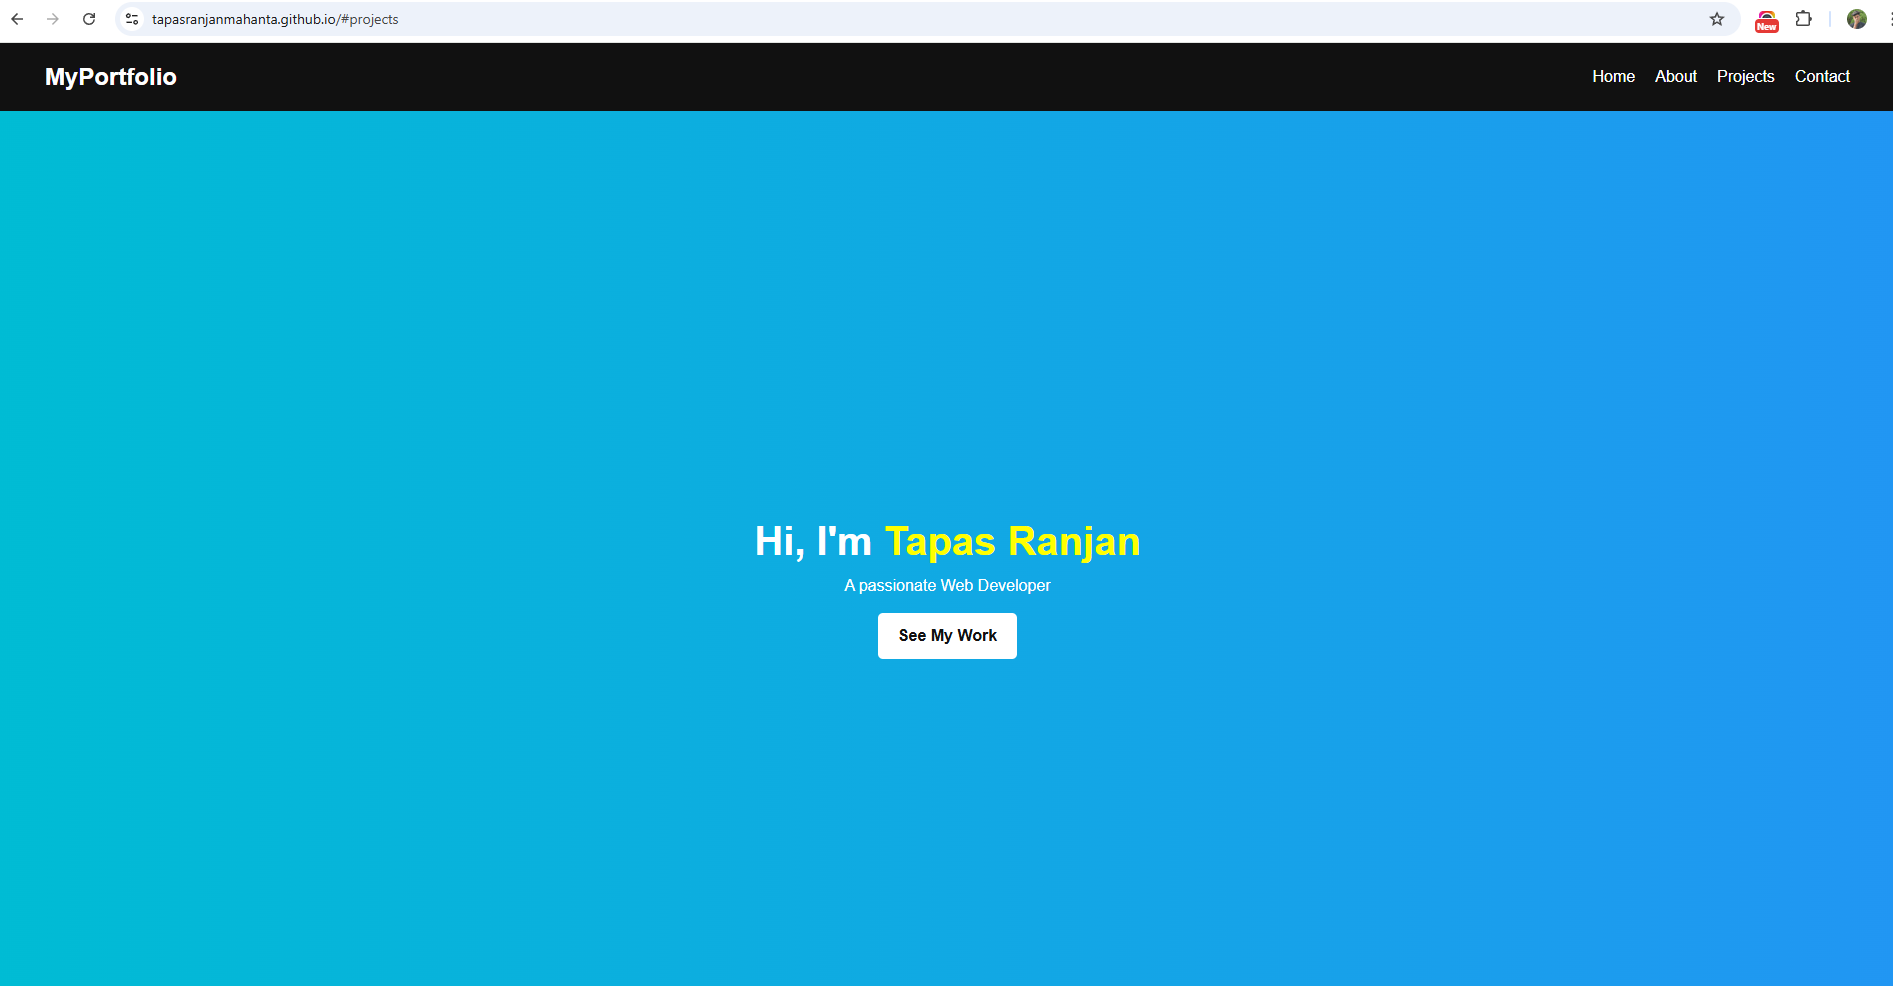 tapasranjanmahanta.github.io/#projects
New
MyPortfolio
Home About Projects Contact
Hi, I'm Tapas Ranjan
A passionate Web Developer
See My Work